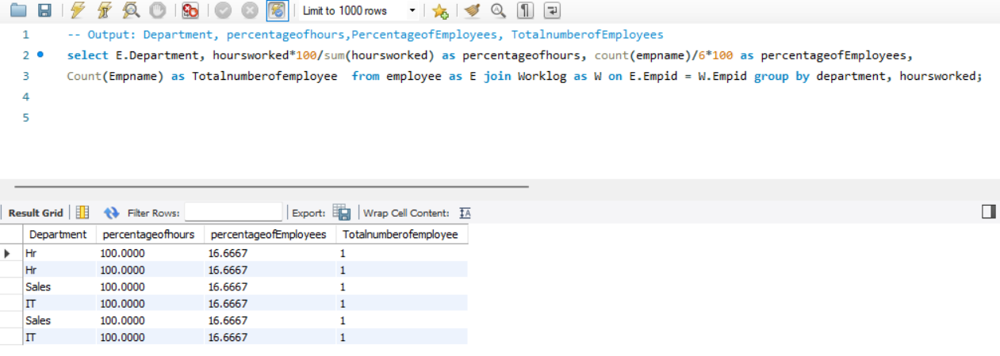 Limit to 1000 rows
1 -- Output: Department, percentageofhours,PercentageofEmployees, TotalnumberofEmployees
2 select E.Department, hoursworked*100/sum(hoursworked) as percentageofhours, count(empname)/6*100 as percentageofEmployees,
3 Count(Empname) as Totalnumberofemployee  from employee as E join Worklog as W on E.Empid = W.Empid group by department, hoursworked;
4
5
Result Grid Filter Rows: Export: Wrap Cell Content: IA
Department percentageofhours percentageofEmployees Totalnumberofemployee
Hr 100.0000 16.6667 1
Hr 100.0000 16.6667 1
Sales 100.0000 16.6667 1
IT 100.0000 16.6667 1
Sales 100.0000 16.6667 1
IT 100.0000 16.6667 1